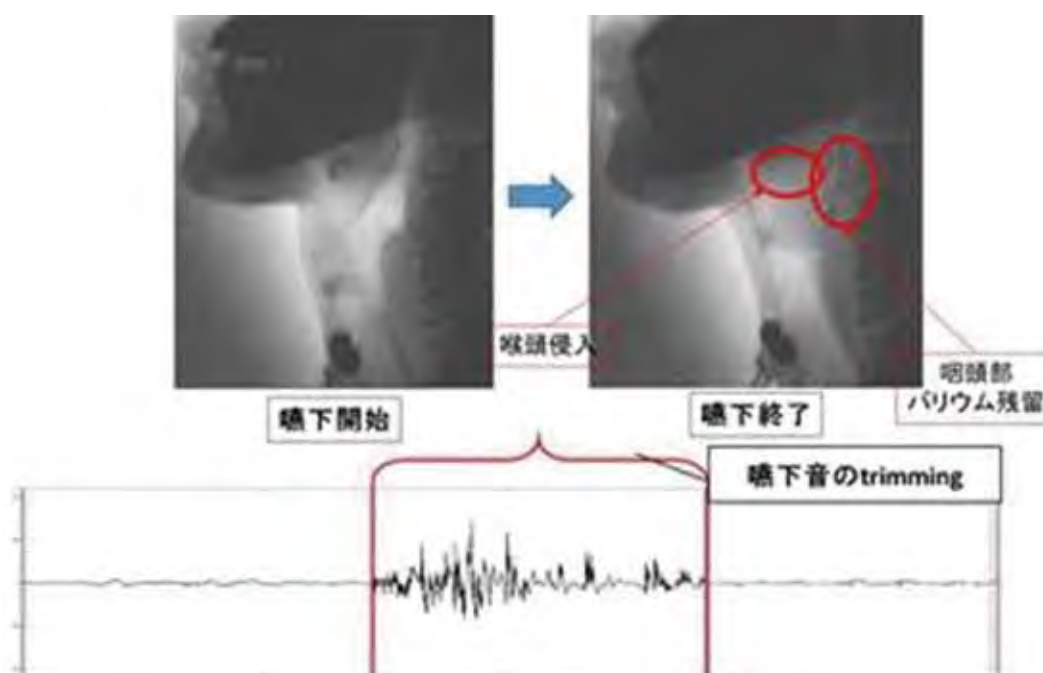 喉頭侵入
咽頭部
バリウム残留
嚥下開始
嚥下終了
嚥下音のtrimming